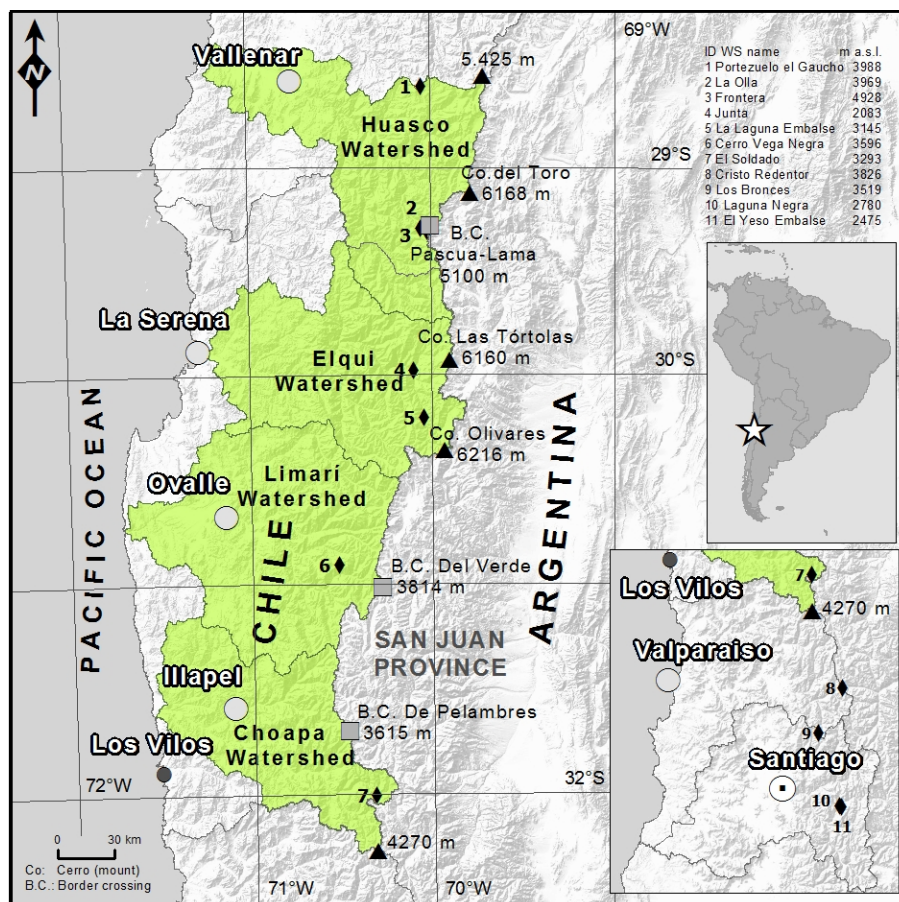 69°W
ID WS name m a.s.l.
1 Portezuelo el Gaucho 3988
2 La Olla 3969
3 Frontera 4928
4 Junta 2083
5 La Laguna Embalse 3145
6 Cerro Vega Negra 3596
7 El Soldado 3293
8 Cristo Redentor 3826
9 Los Bronces 3519
10 Laguna Negra 2780
11 El Yeso Embalse 2475
N
Vallenar
5.425 m
1
Huasco
Watershed
29°S
Co.del Toro
6168 m
2
3
B.C.
Pascua-Lama
5100 m
La Serena
Co. Las Tórtolas
6160 m
Elqui
Watershed
30°S
4
5
Co. Olivares
6216 m
PACIFIC OCEAN
CHILE
ARGENTINA
Limarí
Watershed
Ovalle
6
B.C. Del Verde
3814 m
SAN JUAN
PROVINCE
Illapel
B.C. De Pelambres
3615 m
Choapa
Watershed
Los Vilos
72°W
32°S
7
4270 m
0 30 km
Co: Cerro (mount)
B.C.: Border crossing
71°W
70°W
7
Los Vilos
4270 m
Valparaiso
8
9
Santiago
10
11